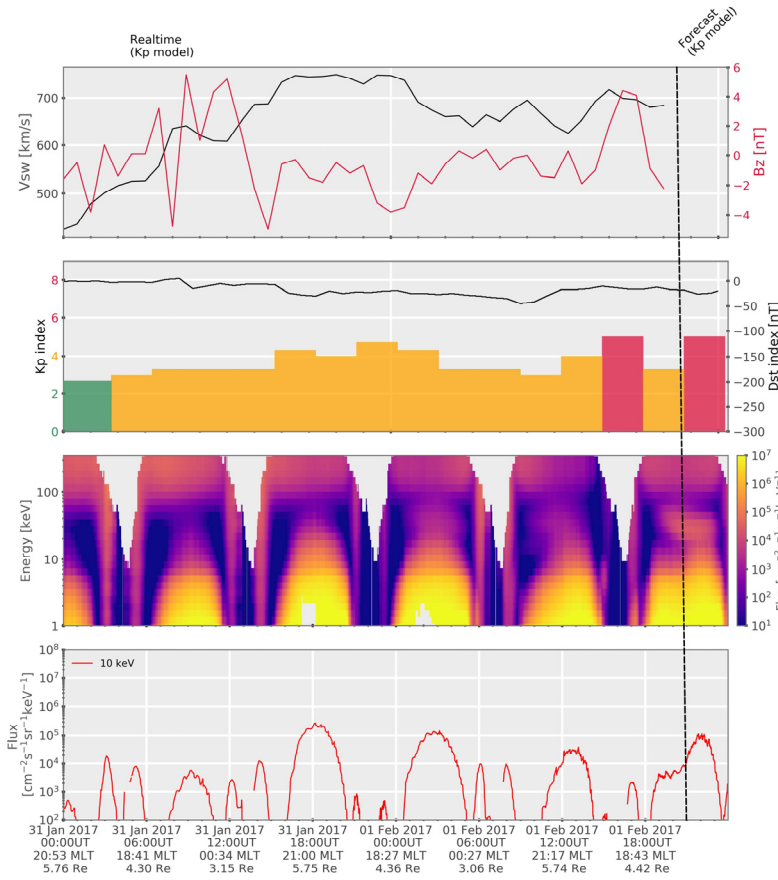 Realtime
(Kp model)
Forecast
(Kp model)
Vsw [km/s]
700
600
500
6
4
2
0
−2
−4
Bz [nT]
Kp index
8
6
4
2
0
0
−50
−100
−150
−200
−250
−300
Dst index [nT]
Energy [keV]
100
10
1
10⁷
10⁶
10⁵
10⁴
10³
10²
10¹
Flux
[cm⁻²s⁻¹sr⁻¹keV⁻¹]
10⁸
10⁷
10⁶
10⁵
10⁴
10³
10²
10 keV
31 Jan 2017 31 Jan 2017 31 Jan 2017 31 Jan 2017 01 Feb 2017 01 Feb 2017 01 Feb 2017 01 Feb 2017
00:00UT 06:00UT 12:00UT 18:00UT 00:00UT 06:00UT 12:00UT 18:00UT
20:53 MLT 18:41 MLT 00:34 MLT 21:00 MLT 18:27 MLT 00:27 MLT 21:17 MLT 18:43 MLT
5.76 Re 4.30 Re 3.15 Re 5.75 Re 4.36 Re 3.06 Re 5.74 Re 4.42 Re